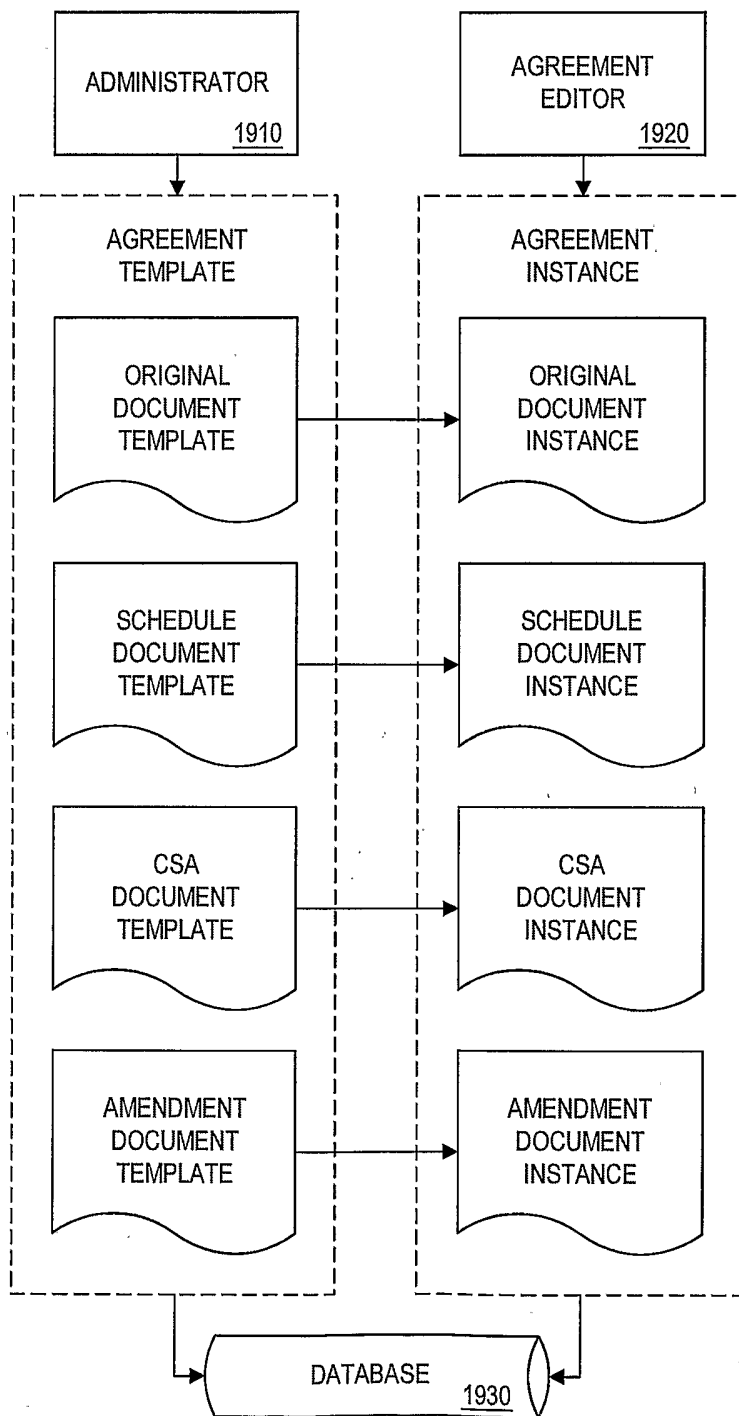 ADMINISTRATOR
1910
AGREEMENT
EDITOR
1920
AGREEMENT
TEMPLATE
AGREEMENT
INSTANCE
ORIGINAL
DOCUMENT
TEMPLATE
ORIGINAL
DOCUMENT
INSTANCE
SCHEDULE
DOCUMENT
TEMPLATE
SCHEDULE
DOCUMENT
INSTANCE
CSA
DOCUMENT
TEMPLATE
CSA
DOCUMENT
INSTANCE
AMENDMENT
DOCUMENT
TEMPLATE
AMENDMENT
DOCUMENT
INSTANCE
DATABASE
1930